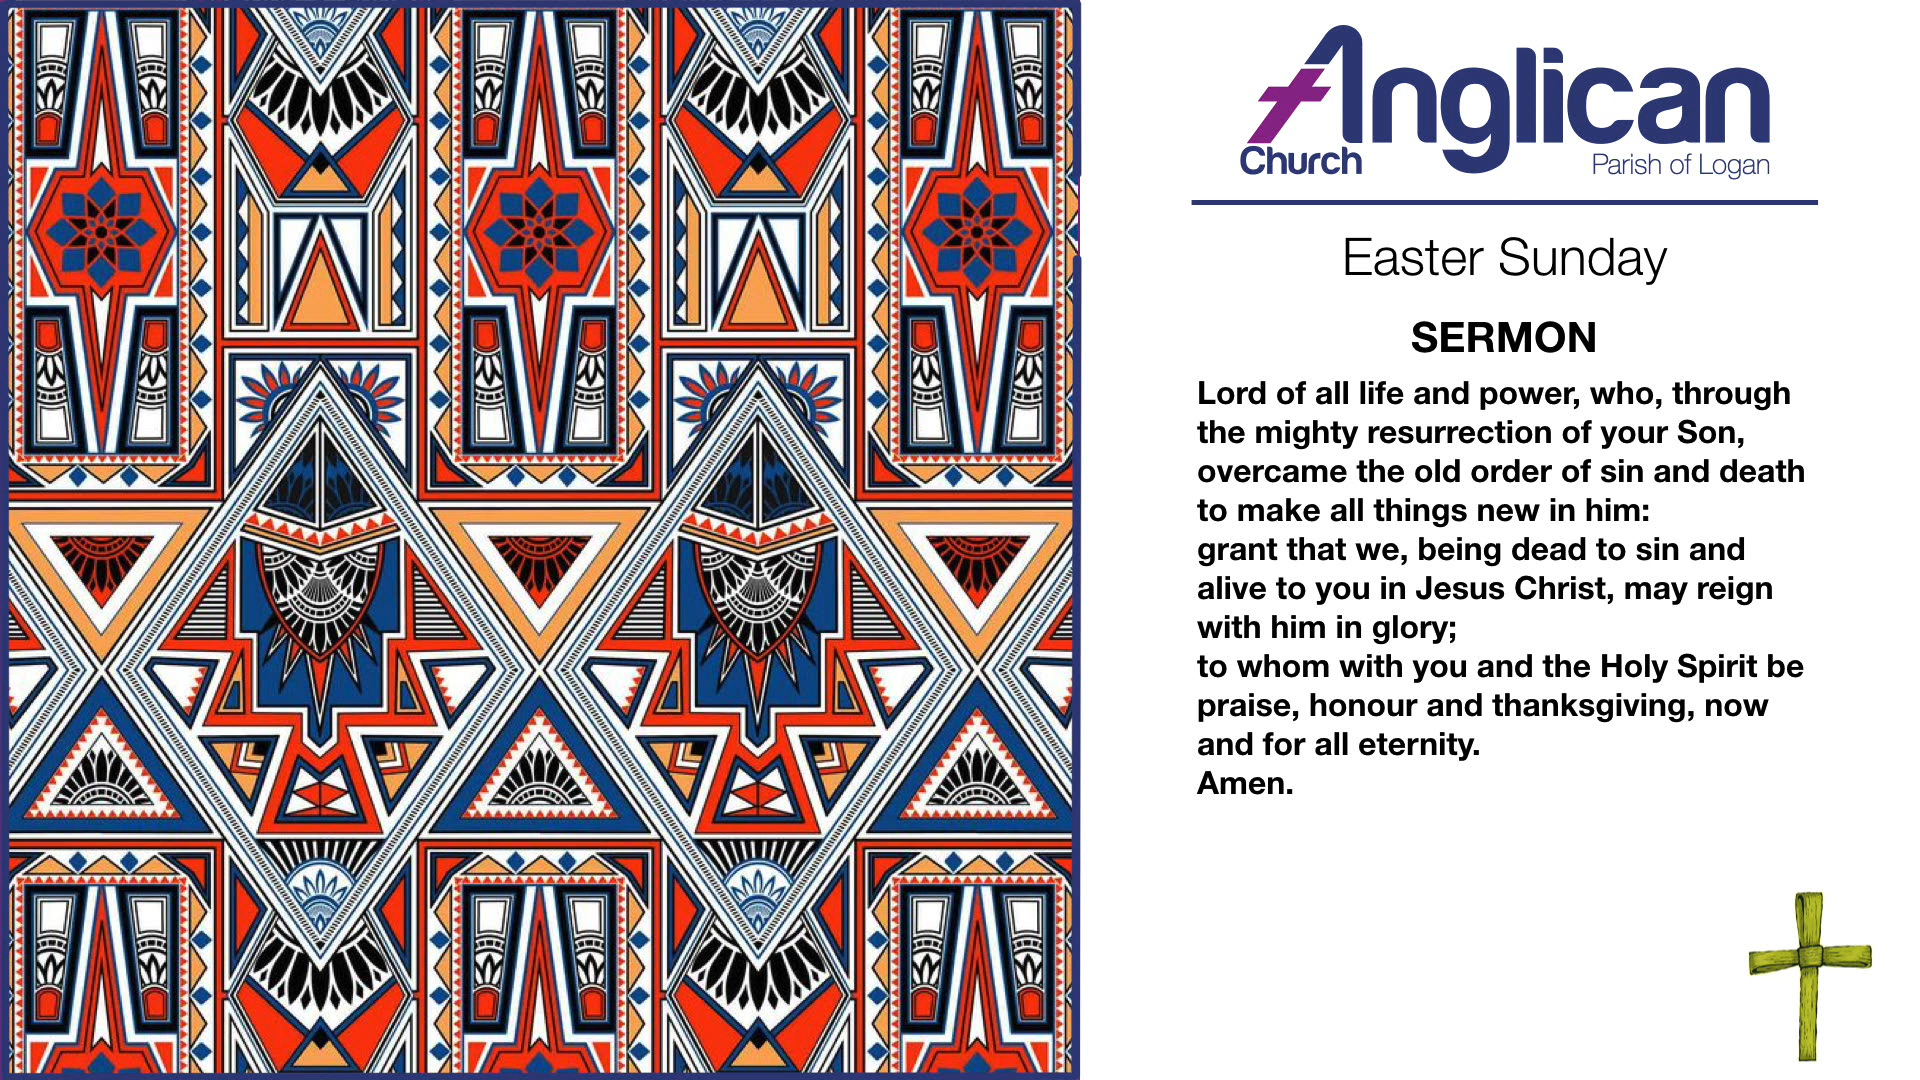 Anglican
Church
Parish of Logan
Easter Sunday
SERMON
Lord of all life and power, who, through
the mighty resurrection of your Son,
overcame the old order of sin and death
to make all things new in him:
grant that we, being dead to sin and
alive to you in Jesus Christ, may reign
with him in glory;
to whom with you and the Holy Spirit be
praise, honour and thanksgiving, now
and for all eternity.
Amen.